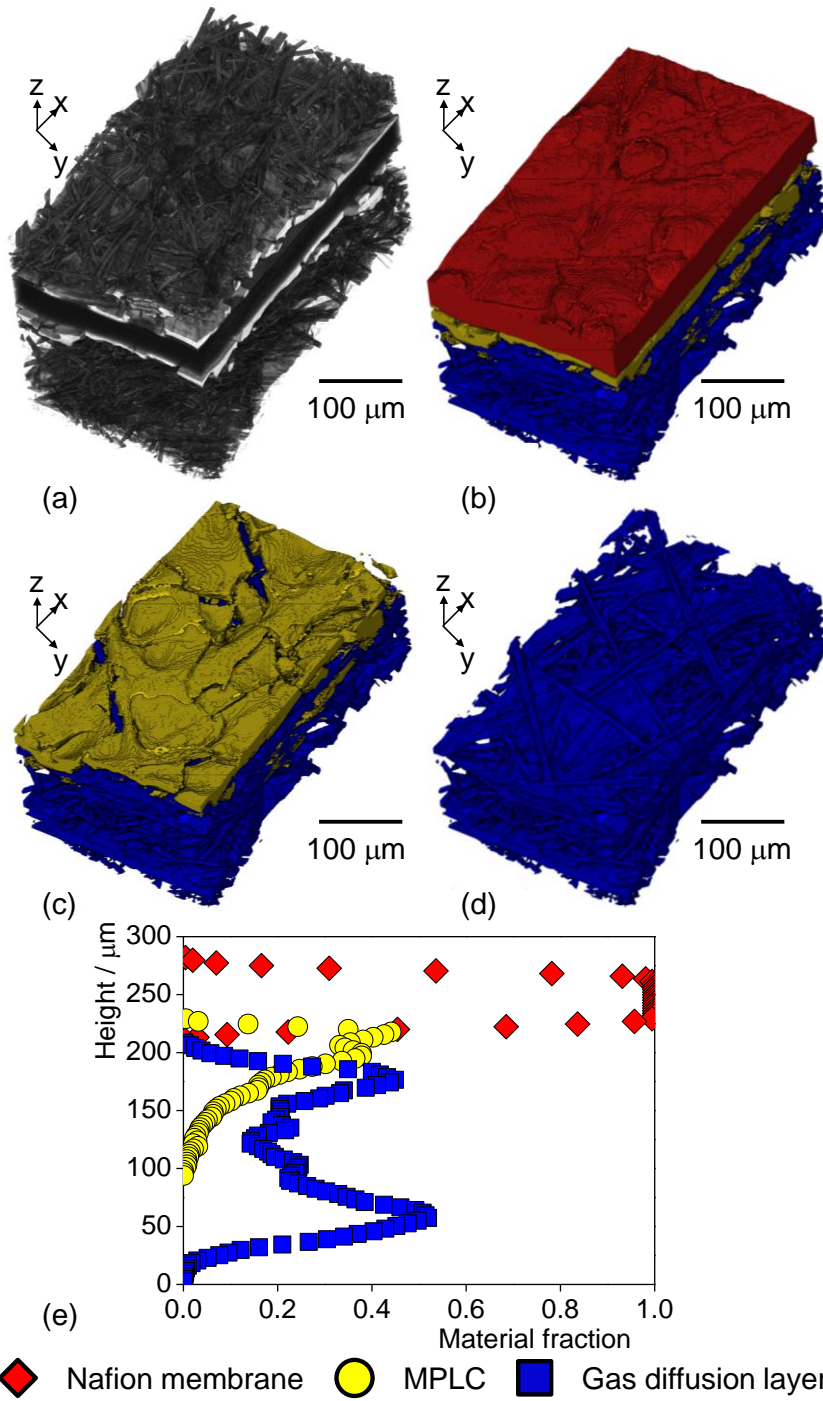 z
x
y
100 μm
(a)
z
x
y
100 μm
(b)
z
x
y
100 μm
(c)
z
x
y
100 μm
(d)
300
250
200
150
100
50
0
Height / μm
0.0 0.2 0.4 0.6 0.8 1.0
(e)
Material fraction
Nafion membrane MPLC Gas diffusion layer